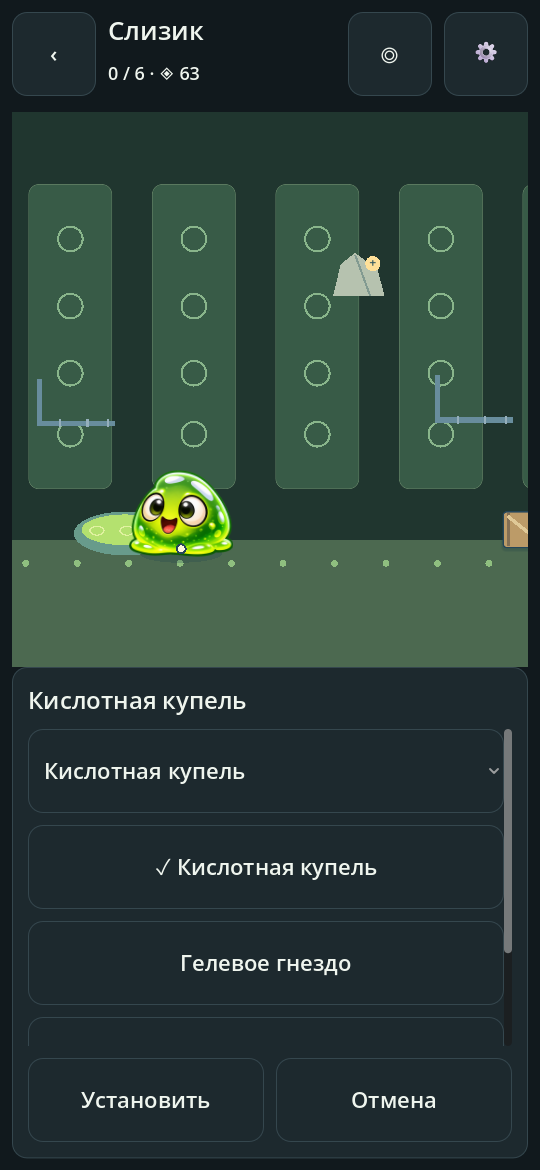 Слизик
0 / 6 · ◈ 63
Кислотная купель
Кислотная купель
✓ Кислотная купель
Гелевое гнездо
Установить
Отмена